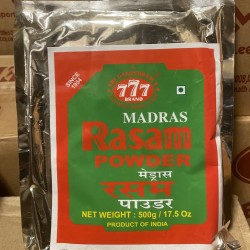 SINCE
1954
777
BRAND
MADRAS
Rasam
POWDER
मेड्रास
रसम
पाउडर
NET WEIGHT : 500g / 17.5 Oz
PRODUCT OF INDIA